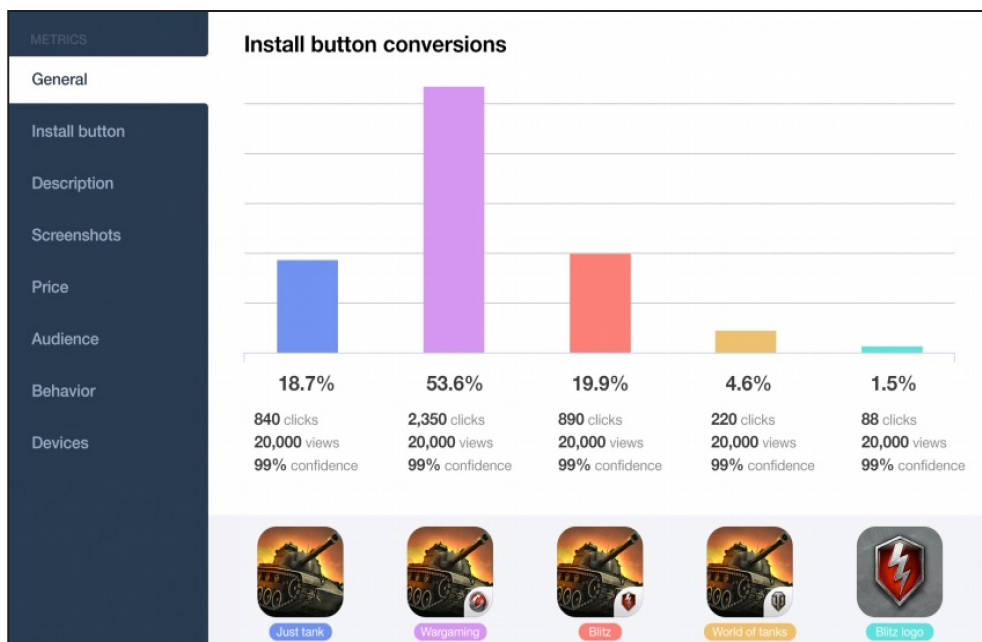 METRICS
General
Install button
Description
Screenshots
Price
Audience
Behavior
Devices
Install button conversions
18.7% 53.6% 19.9% 4.6% 1.5%
840 clicks 2,350 clicks 890 clicks 220 clicks 88 clicks
20,000 views 20,000 views 20,000 views 20,000 views 20,000 views
99% confidence 99% confidence 99% confidence 99% confidence 99% confidence
Just tank Wargaming Blitz World of tanks Blitz logo